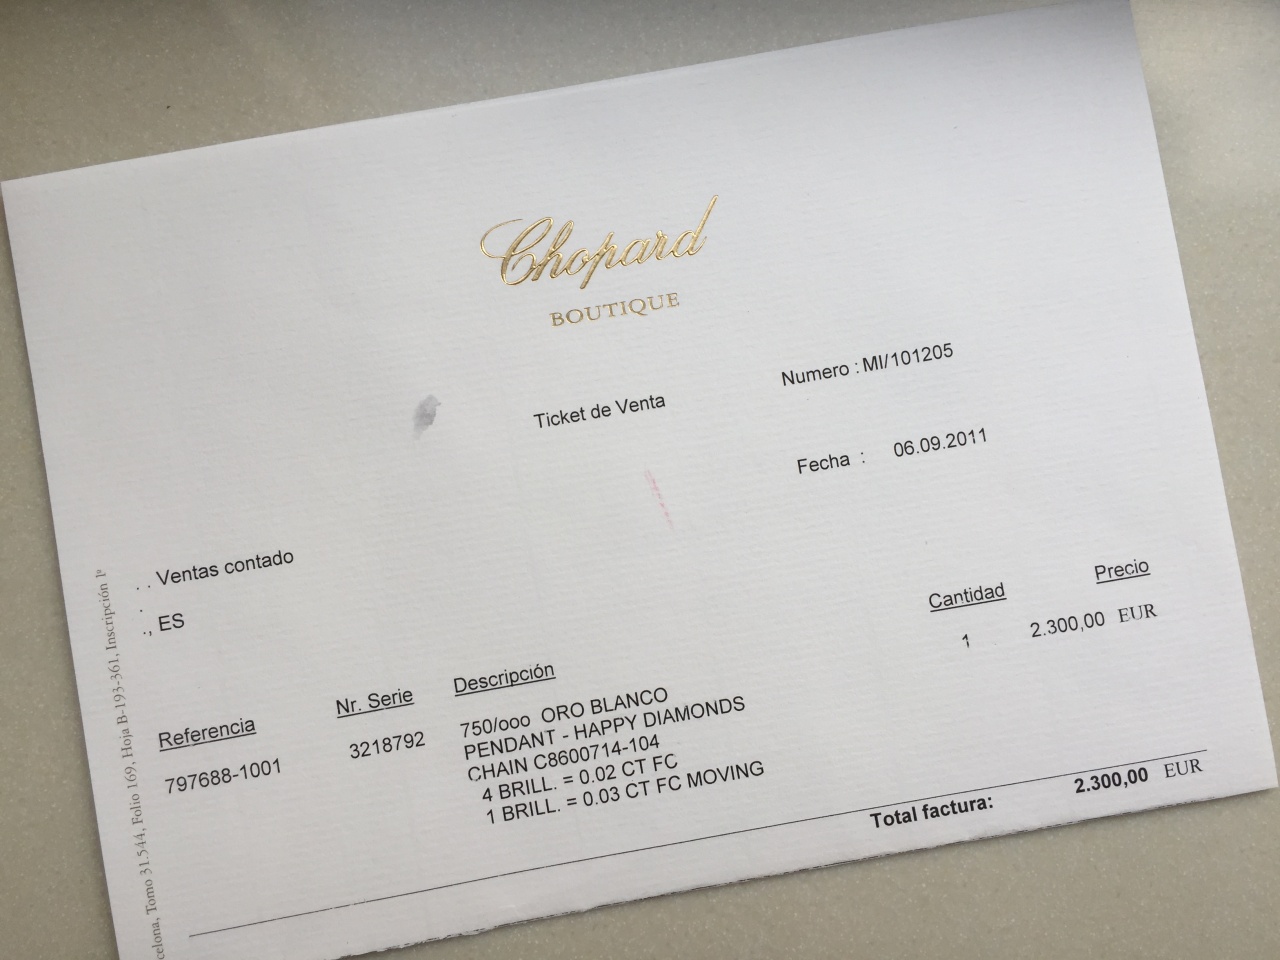 Chopard
BOUTIQUE
Ticket de Venta
Numero : MI/101205
Fecha : 06.09.2011
. . Ventas contado
.
., ES
Referencia Nr. Serie Descripción Cantidad Precio
797688-1001 3218792 750/ooo ORO BLANCO 1 2.300,00 EUR
PENDANT - HAPPY DIAMONDS
CHAIN C8600714-104
4 BRILL. = 0.02 CT FC
1 BRILL. = 0.03 CT FC MOVING
Total factura: 2.300,00 EUR
celona, Tomo 31.544, Folio 169, Hoja B-193-361, Inscripción 1ª